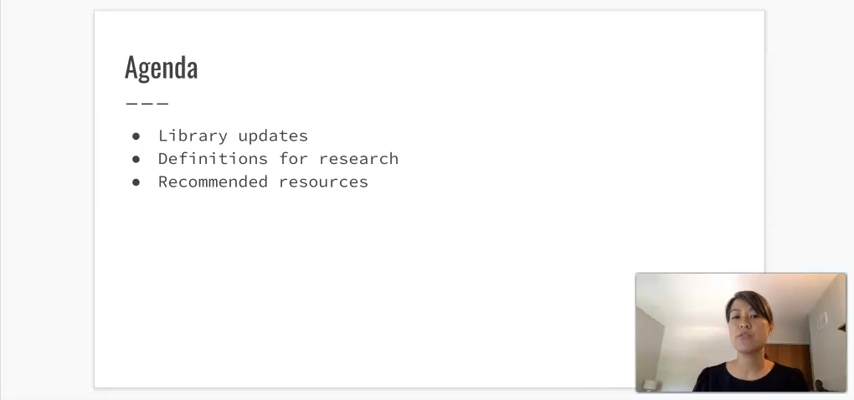 Agenda
● Library updates
● Definitions for research
● Recommended resources